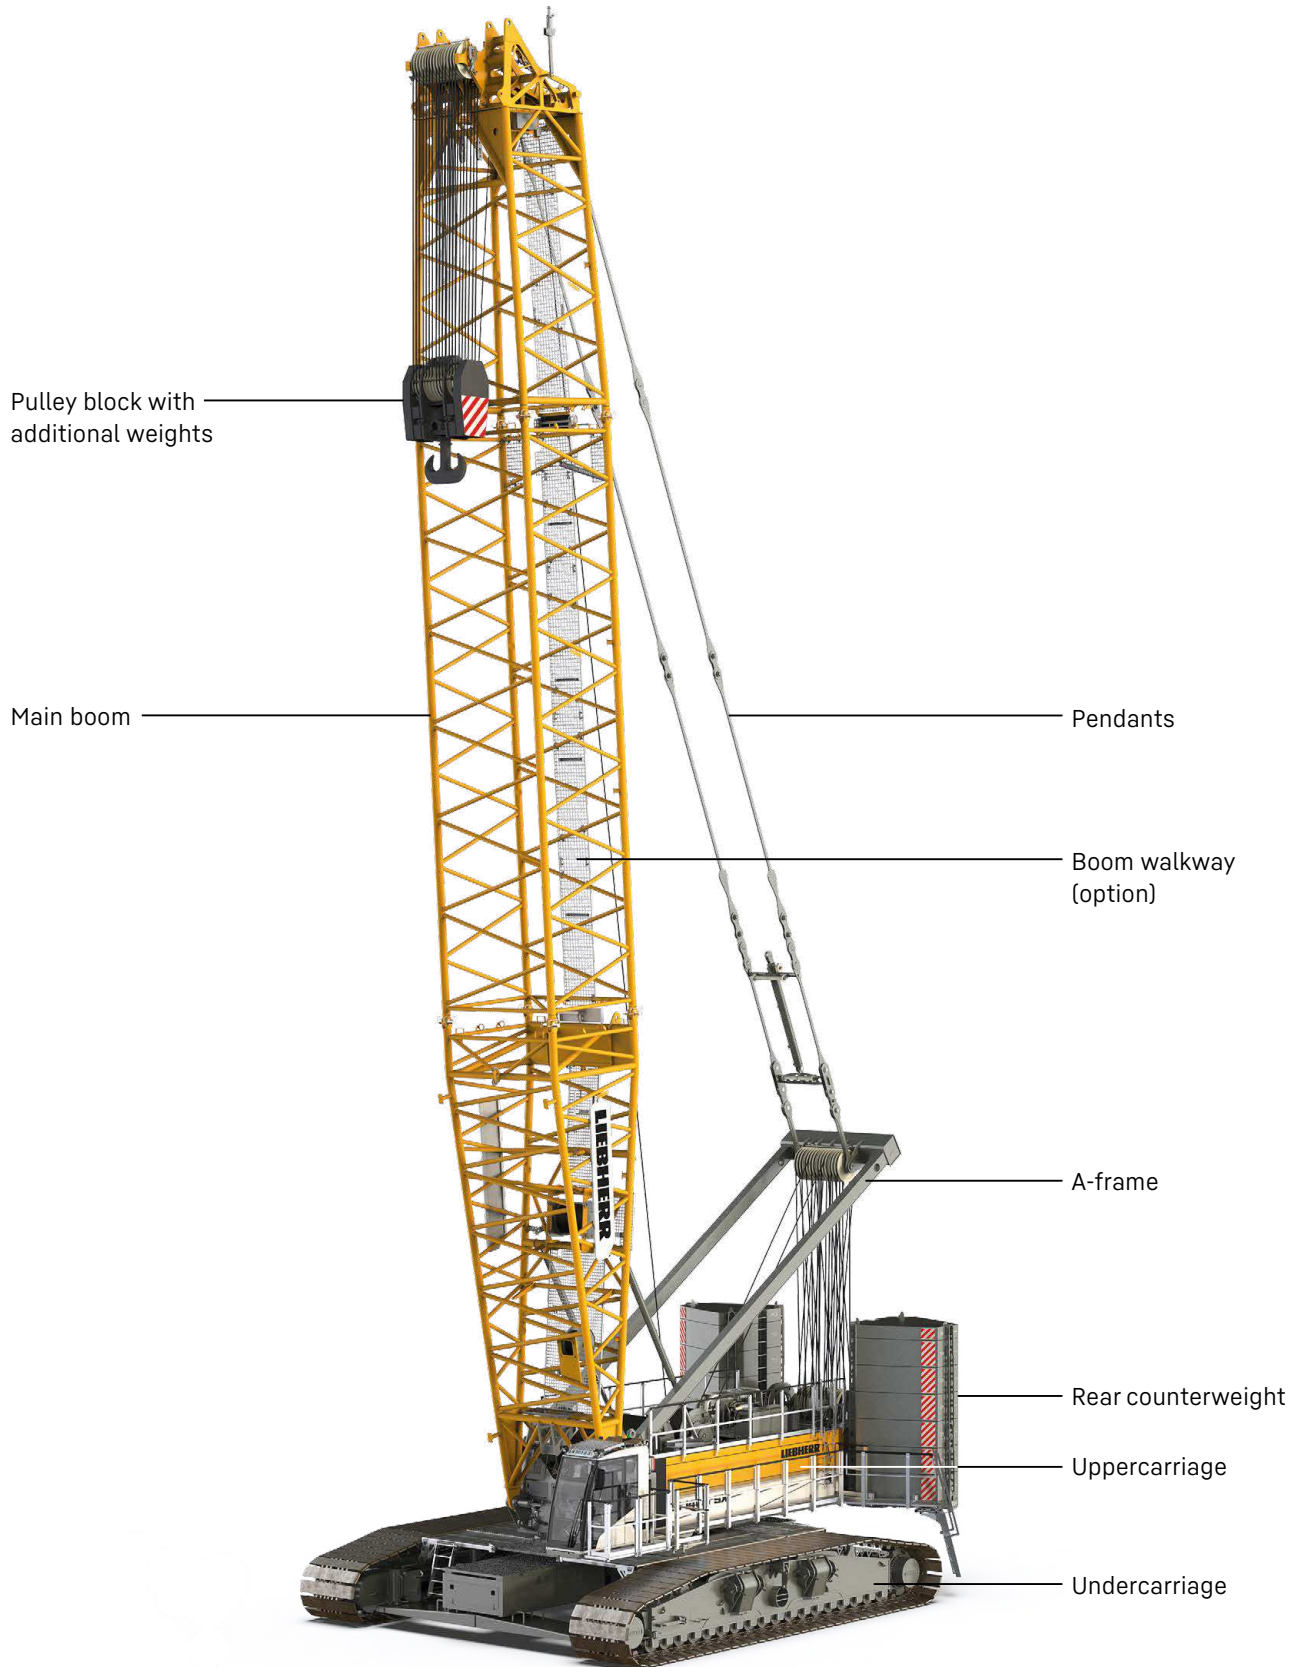 Pulley block with
additional weights
Main boom
Pendants
Boom walkway
(option)
LIEBHERR
A-frame
Rear counterweight
LIEBHERR
Uppercarriage
Undercarriage